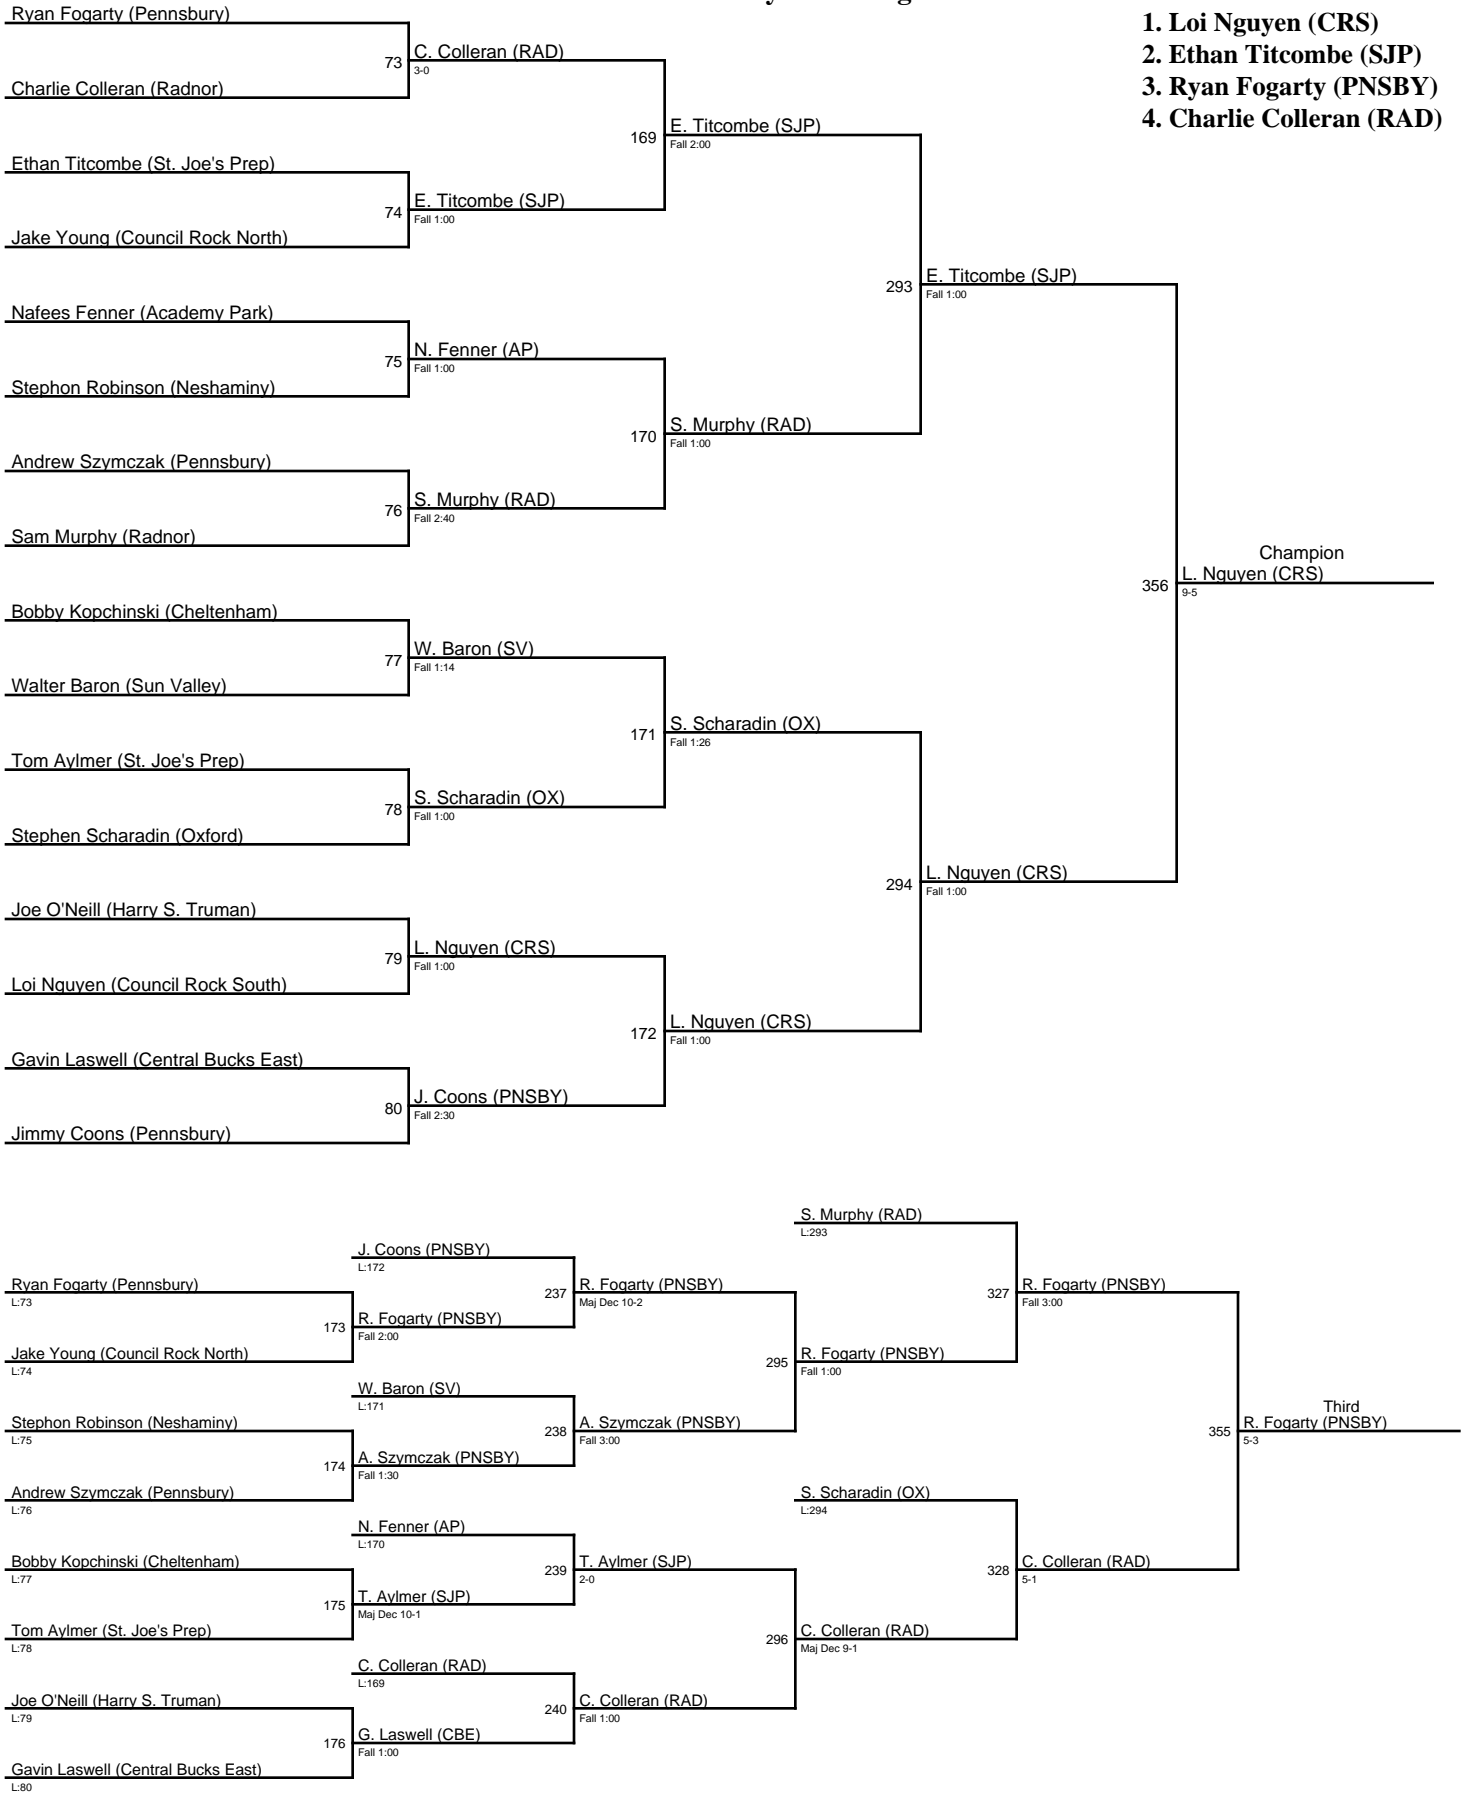 Ryan Fogarty (Pennsbury)
1. Loi Nguyen (CRS)
2. Ethan Titcombe (SJP)
3. Ryan Fogarty (PNSBY)
4. Charlie Colleran (RAD)
73
C. Colleran (RAD)
3-0
Charlie Colleran (Radnor)
169
E. Titcombe (SJP)
Fall 2:00
Ethan Titcombe (St. Joe's Prep)
74
E. Titcombe (SJP)
Fall 1:00
Jake Young (Council Rock North)
293
E. Titcombe (SJP)
Fall 1:00
Nafees Fenner (Academy Park)
75
N. Fenner (AP)
Fall 1:00
Stephon Robinson (Neshaminy)
170
S. Murphy (RAD)
Fall 1:00
Andrew Szymczak (Pennsbury)
76
S. Murphy (RAD)
Fall 2:40
Sam Murphy (Radnor)
Champion
356
L. Nguyen (CRS)
9-5
Bobby Kopchinski (Cheltenham)
77
W. Baron (SV)
Fall 1:14
Walter Baron (Sun Valley)
171
S. Scharadin (OX)
Fall 1:26
Tom Aylmer (St. Joe's Prep)
78
S. Scharadin (OX)
Fall 1:00
Stephen Scharadin (Oxford)
294
L. Nguyen (CRS)
Fall 1:00
Joe O'Neill (Harry S. Truman)
79
L. Nguyen (CRS)
Fall 1:00
Loi Nguyen (Council Rock South)
172
L. Nguyen (CRS)
Fall 1:00
Gavin Laswell (Central Bucks East)
80
J. Coons (PNSBY)
Fall 2:30
Jimmy Coons (Pennsbury)
S. Murphy (RAD)
L:293
J. Coons (PNSBY)
L:172
Ryan Fogarty (Pennsbury)
L:73
237
R. Fogarty (PNSBY)
Maj Dec 10-2
327
R. Fogarty (PNSBY)
Fall 3:00
173
R. Fogarty (PNSBY)
Fall 2:00
Jake Young (Council Rock North)
L:74
295
R. Fogarty (PNSBY)
Fall 1:00
W. Baron (SV)
L:171
Stephon Robinson (Neshaminy)
L:75
238
A. Szymczak (PNSBY)
Fall 3:00
Third
355
R. Fogarty (PNSBY)
5-3
174
A. Szymczak (PNSBY)
Fall 1:30
Andrew Szymczak (Pennsbury)
L:76
S. Scharadin (OX)
L:294
N. Fenner (AP)
L:170
Bobby Kopchinski (Cheltenham)
L:77
239
T. Aylmer (SJP)
2-0
328
C. Colleran (RAD)
5-1
175
T. Aylmer (SJP)
Maj Dec 10-1
Tom Aylmer (St. Joe's Prep)
L:78
296
C. Colleran (RAD)
Maj Dec 9-1
C. Colleran (RAD)
L:169
Joe O'Neill (Harry S. Truman)
L:79
240
C. Colleran (RAD)
Fall 1:00
176
G. Laswell (CBE)
Fall 1:00
Gavin Laswell (Central Bucks East)
L:80